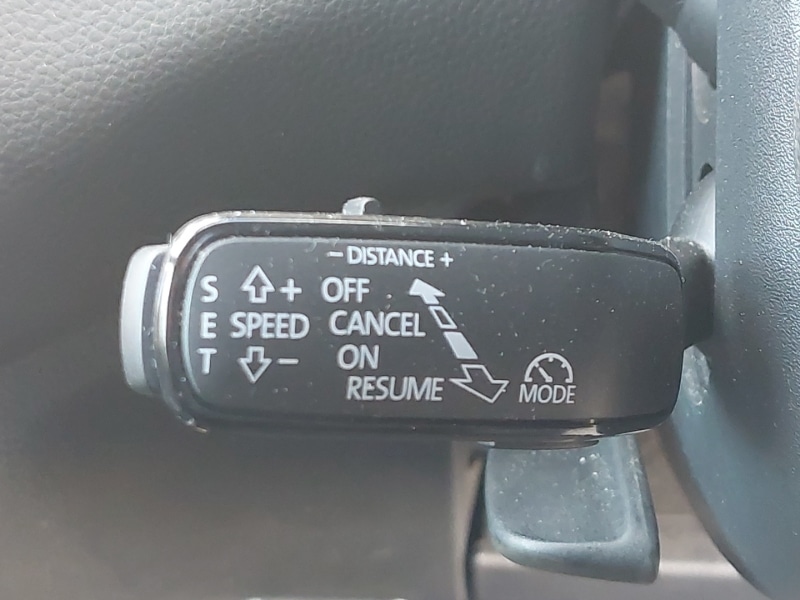 - DISTANCE +
S + OFF
E SPEED CANCEL
T - ON
RESUME MODE